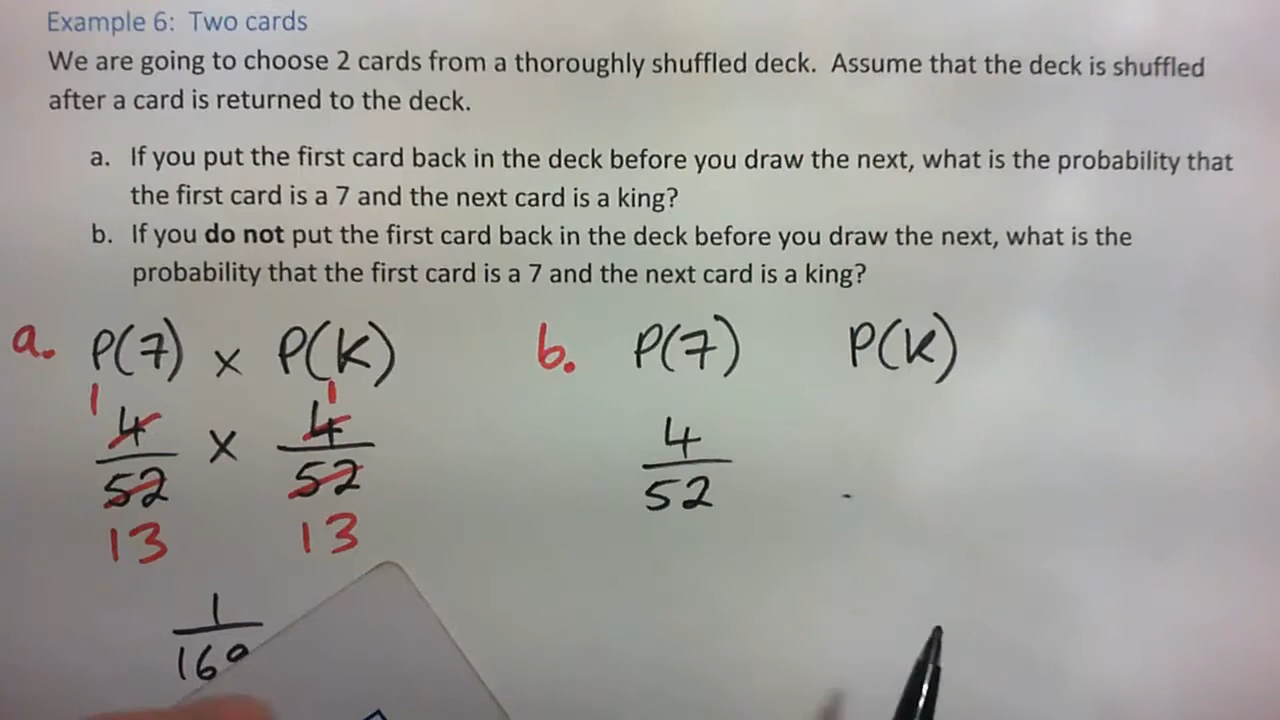 Example 6: Two cards
We are going to choose 2 cards from a thoroughly shuffled deck. Assume that the deck is shuffled
after a card is returned to the deck.
a. If you put the first card back in the deck before you draw the next, what is the probability that
the first card is a 7 and the next card is a king?
b. If you do not put the first card back in the deck before you draw the next, what is the
probability that the first card is a 7 and the next card is a king?
a. P(7) x P(K) b. P(7) P(K)
1 1
4 x 4 4
52 52 52
13 13
1
169